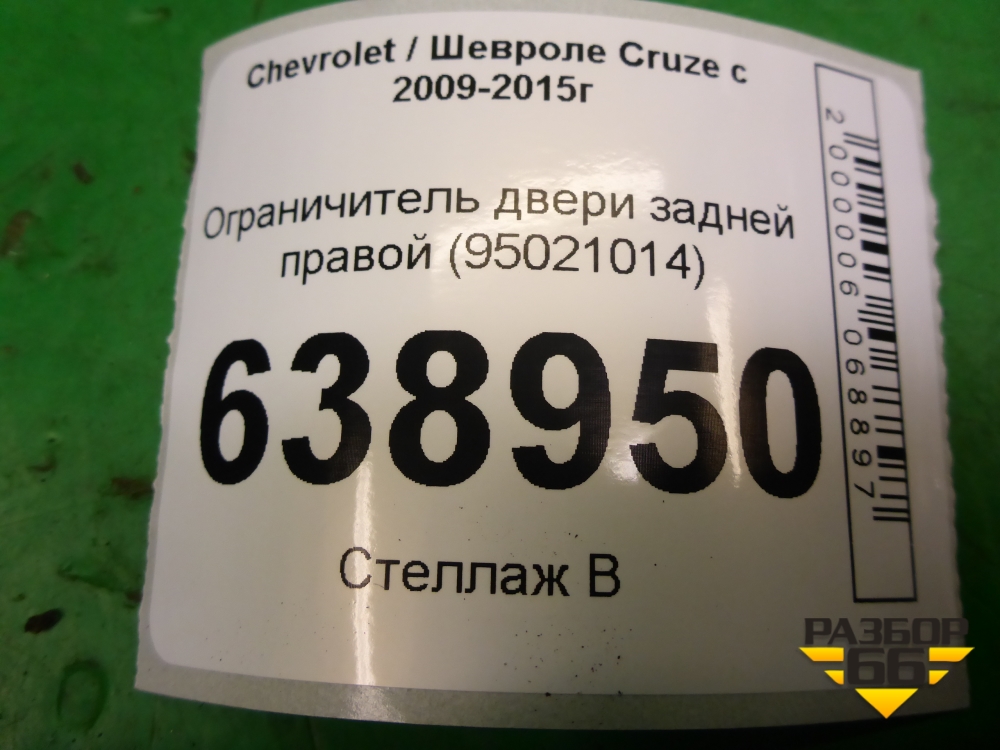 Chevrolet / Шевроле Cruze с
2009-2015г
Ограничитель двери задней
правой (95021014)
638950
Стеллаж В
2000006068897
РАЗБОР
66